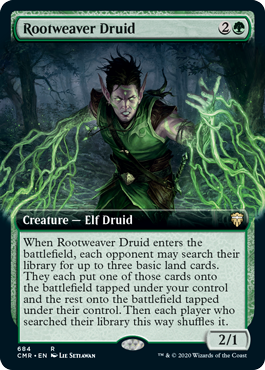 Rootweaver Druid 2
Creature — Elf Druid
When Rootweaver Druid enters the
battlefield, each opponent may search their
library for up to three basic land cards.
They each put one of those cards onto
the battlefield tapped under your control
and the rest onto the battlefield tapped
under their control. Then each player who
searched their library this way shuffles it.
2/1
684 R
CMR • EN Lie Setiawan
™ & © 2020 Wizards of the Coast